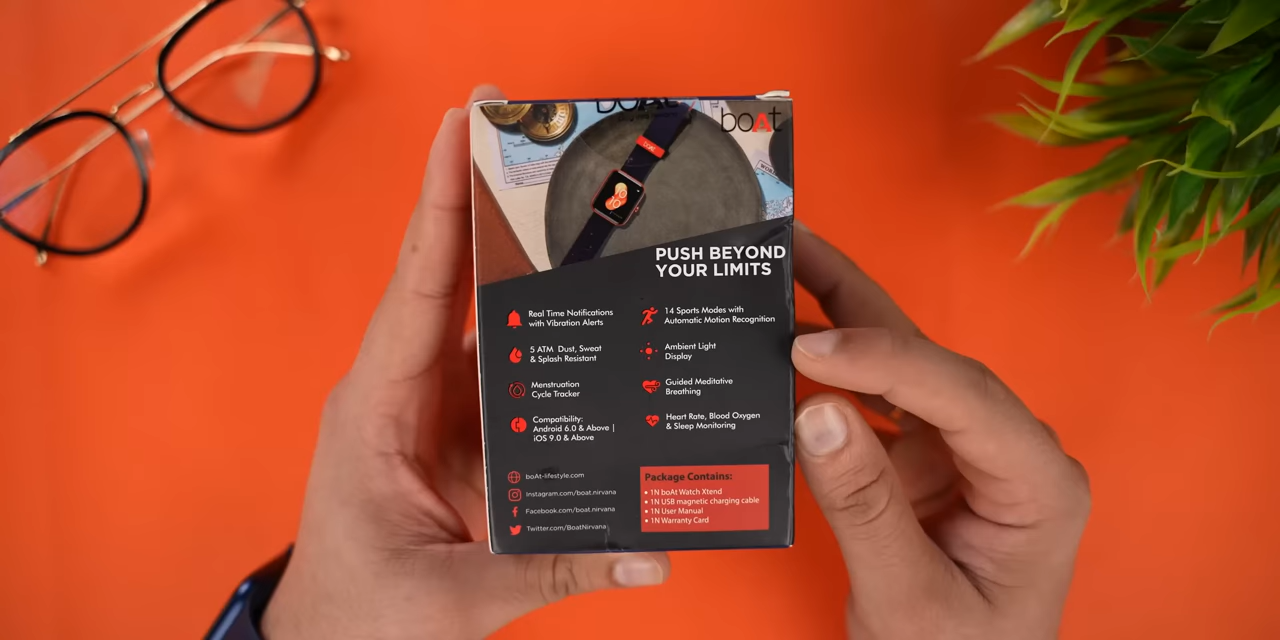 boAt
boAt
PUSH BEYOND
YOUR LIMITS
Real Time Notifications
with Vibration Alerts
5 ATM Dust, Sweat
& Splash Resistant
Menstruation
Cycle Tracker
Compatibility:
Android 6.0 & Above |
iOS 9.0 & Above
14 Sports Modes with
Automatic Motion Recognition
Ambient Light
Display
Guided Meditative
Breathing
Heart Rate, Blood Oxygen
& Sleep Monitoring
boAt-lifestyle.com
Instagram.com/boat.nirvana
Facebook.com/boat.nirvana
Twitter.com/BoatNirvana
Package Contains:
• 1N boAt Watch Xtend
• 1N USB magnetic charging cable
• 1N User Manual
• 1N Warranty Card